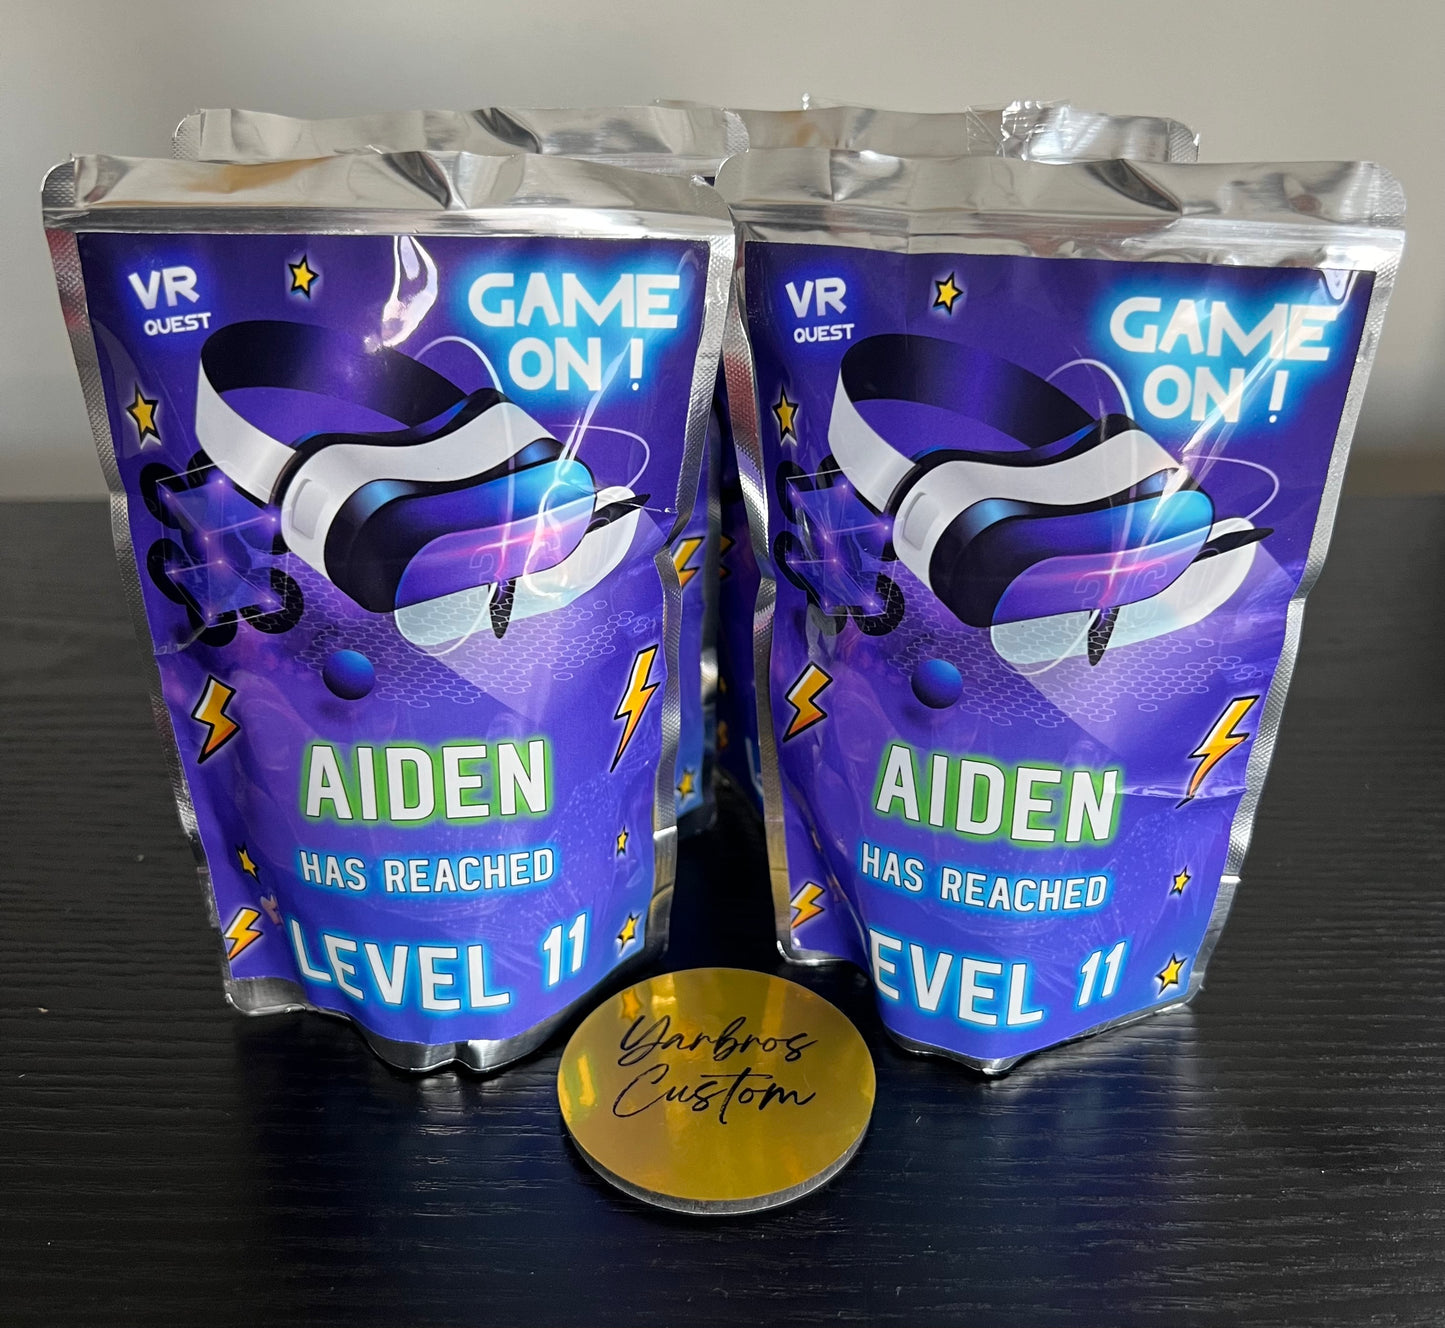 VR
QUEST
GAME
ON !
AIDEN
HAS REACHED
LEVEL 11
VR
QUEST
GAME
ON !
AIDEN
HAS REACHED
EVEL 11
Yarbros
Custom